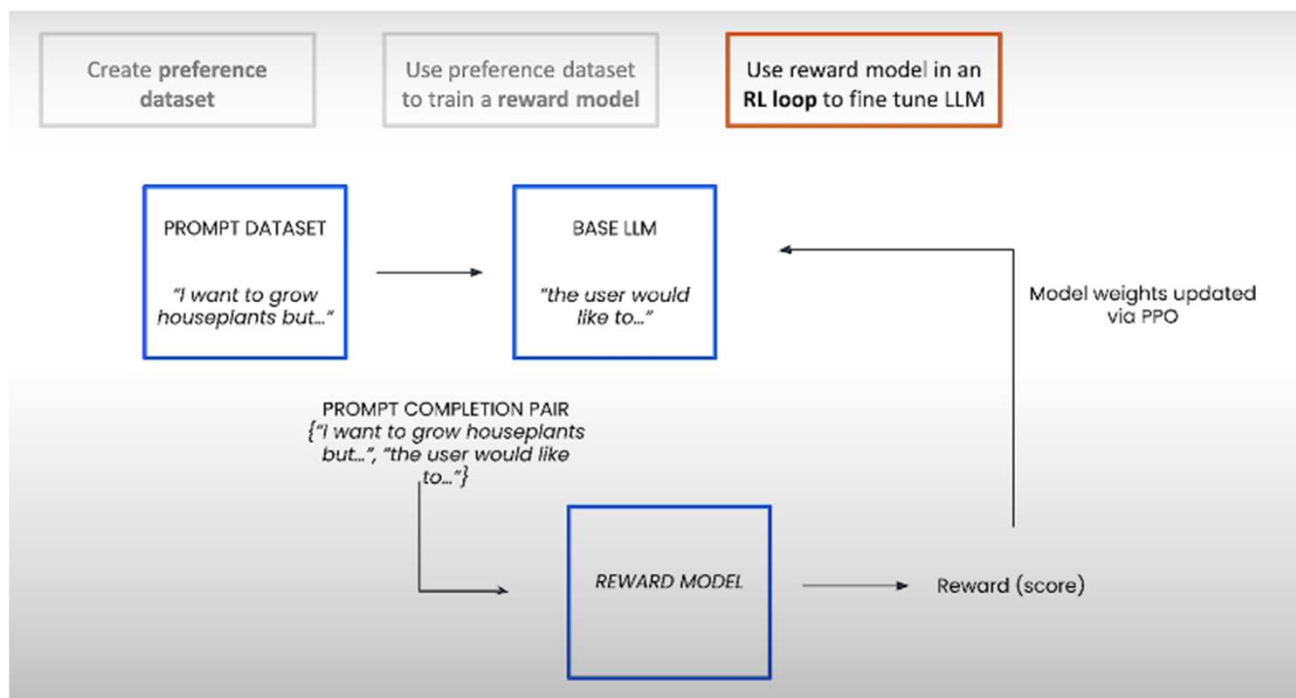 Create preference
dataset
Use preference dataset
to train a reward model
Use reward model in an
RL loop to fine tune LLM
PROMPT DATASET
"I want to grow
houseplants but..."
BASE LLM
"the user would
like to..."
Model weights updated
via PPO
PROMPT COMPLETION PAIR
{"I want to grow houseplants
but...", "the user would like
to..."}
REWARD MODEL
Reward (score)